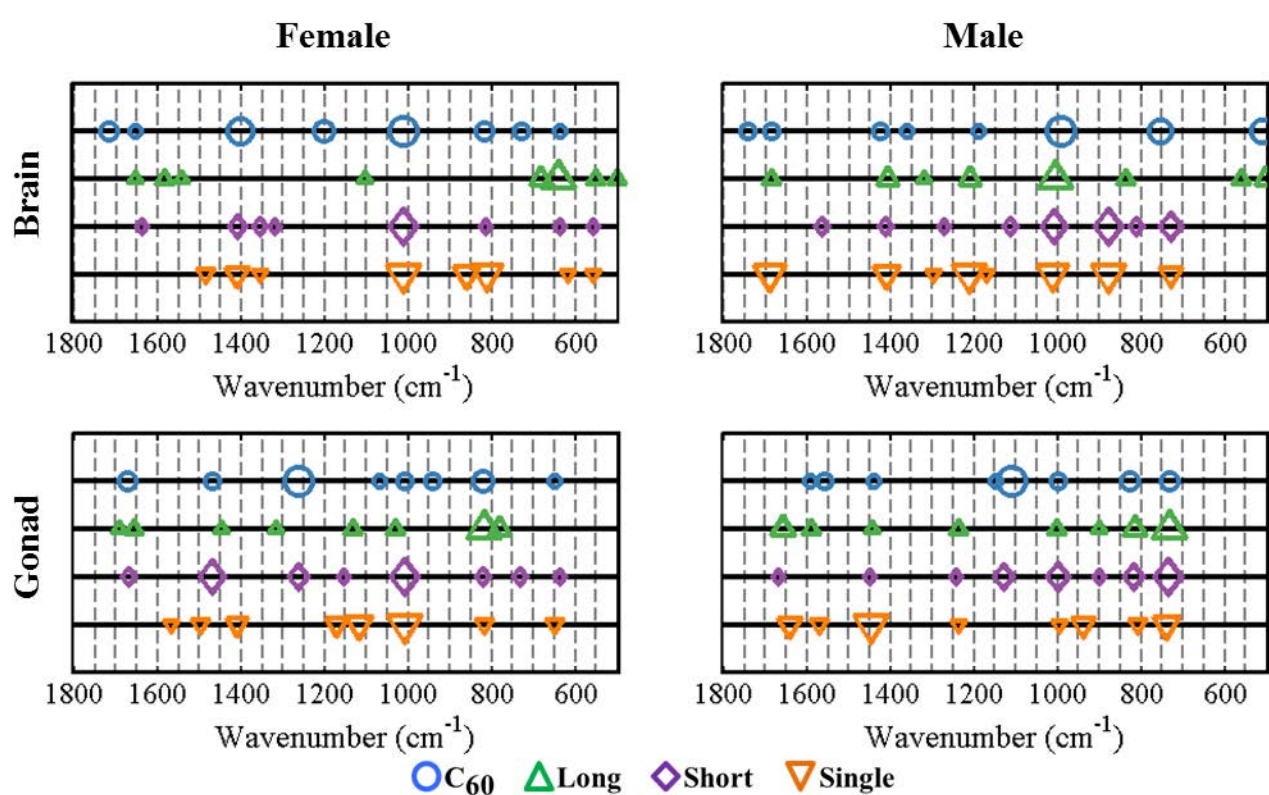 Female Male
Brain
1800 1600 1400 1200 1000 800 600 1800 1600 1400 1200 1000 800 600
Wavenumber (cm⁻¹) Wavenumber (cm⁻¹)
Gonad
1800 1600 1400 1200 1000 800 600 1800 1600 1400 1200 1000 800 600
Wavenumber (cm⁻¹) Wavenumber (cm⁻¹)
C₆₀ Long Short Single